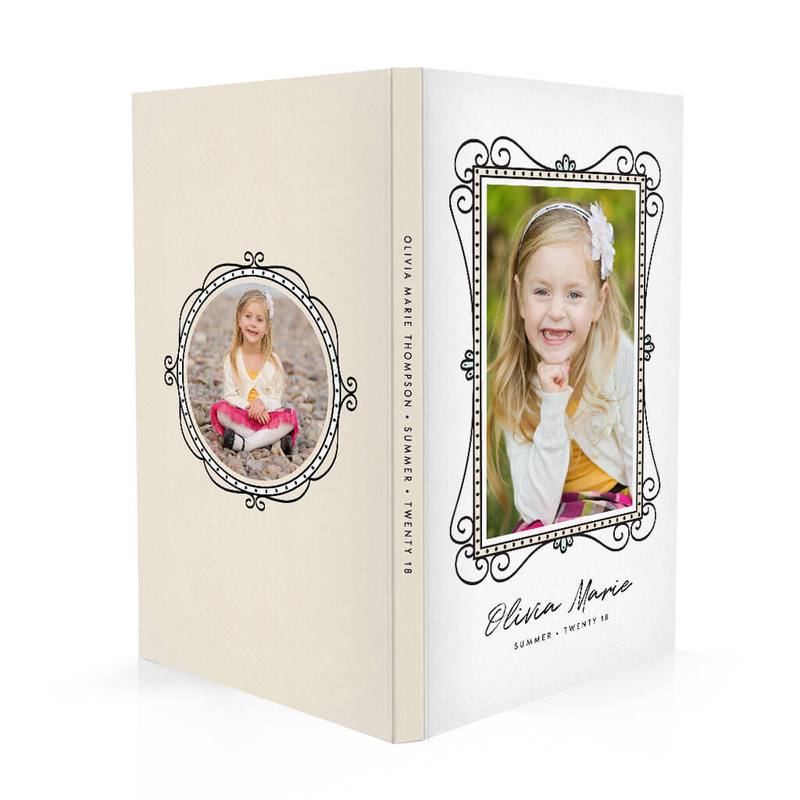 OLIVIA MARIE THOMPSON • SUMMER • TWENTY 18
Olivia Marie
SUMMER • TWENTY 18